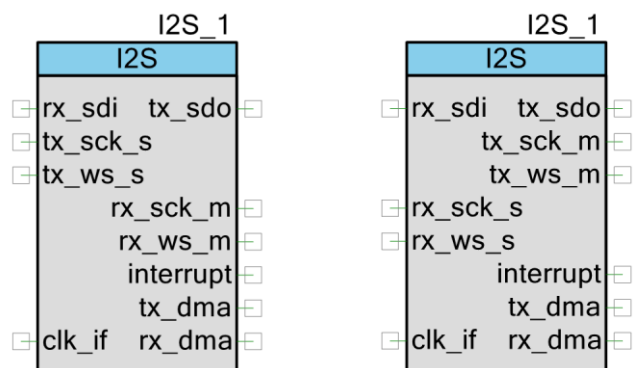 I2S_1
I2S
rx_sdi tx_sdo
tx_sck_s
tx_ws_s
rx_sck_m
rx_ws_m
interrupt
tx_dma
clk_if rx_dma
I2S_1
I2S
rx_sdi tx_sdo
tx_sck_m
tx_ws_m
rx_sck_s
rx_ws_s
interrupt
tx_dma
clk_if rx_dma